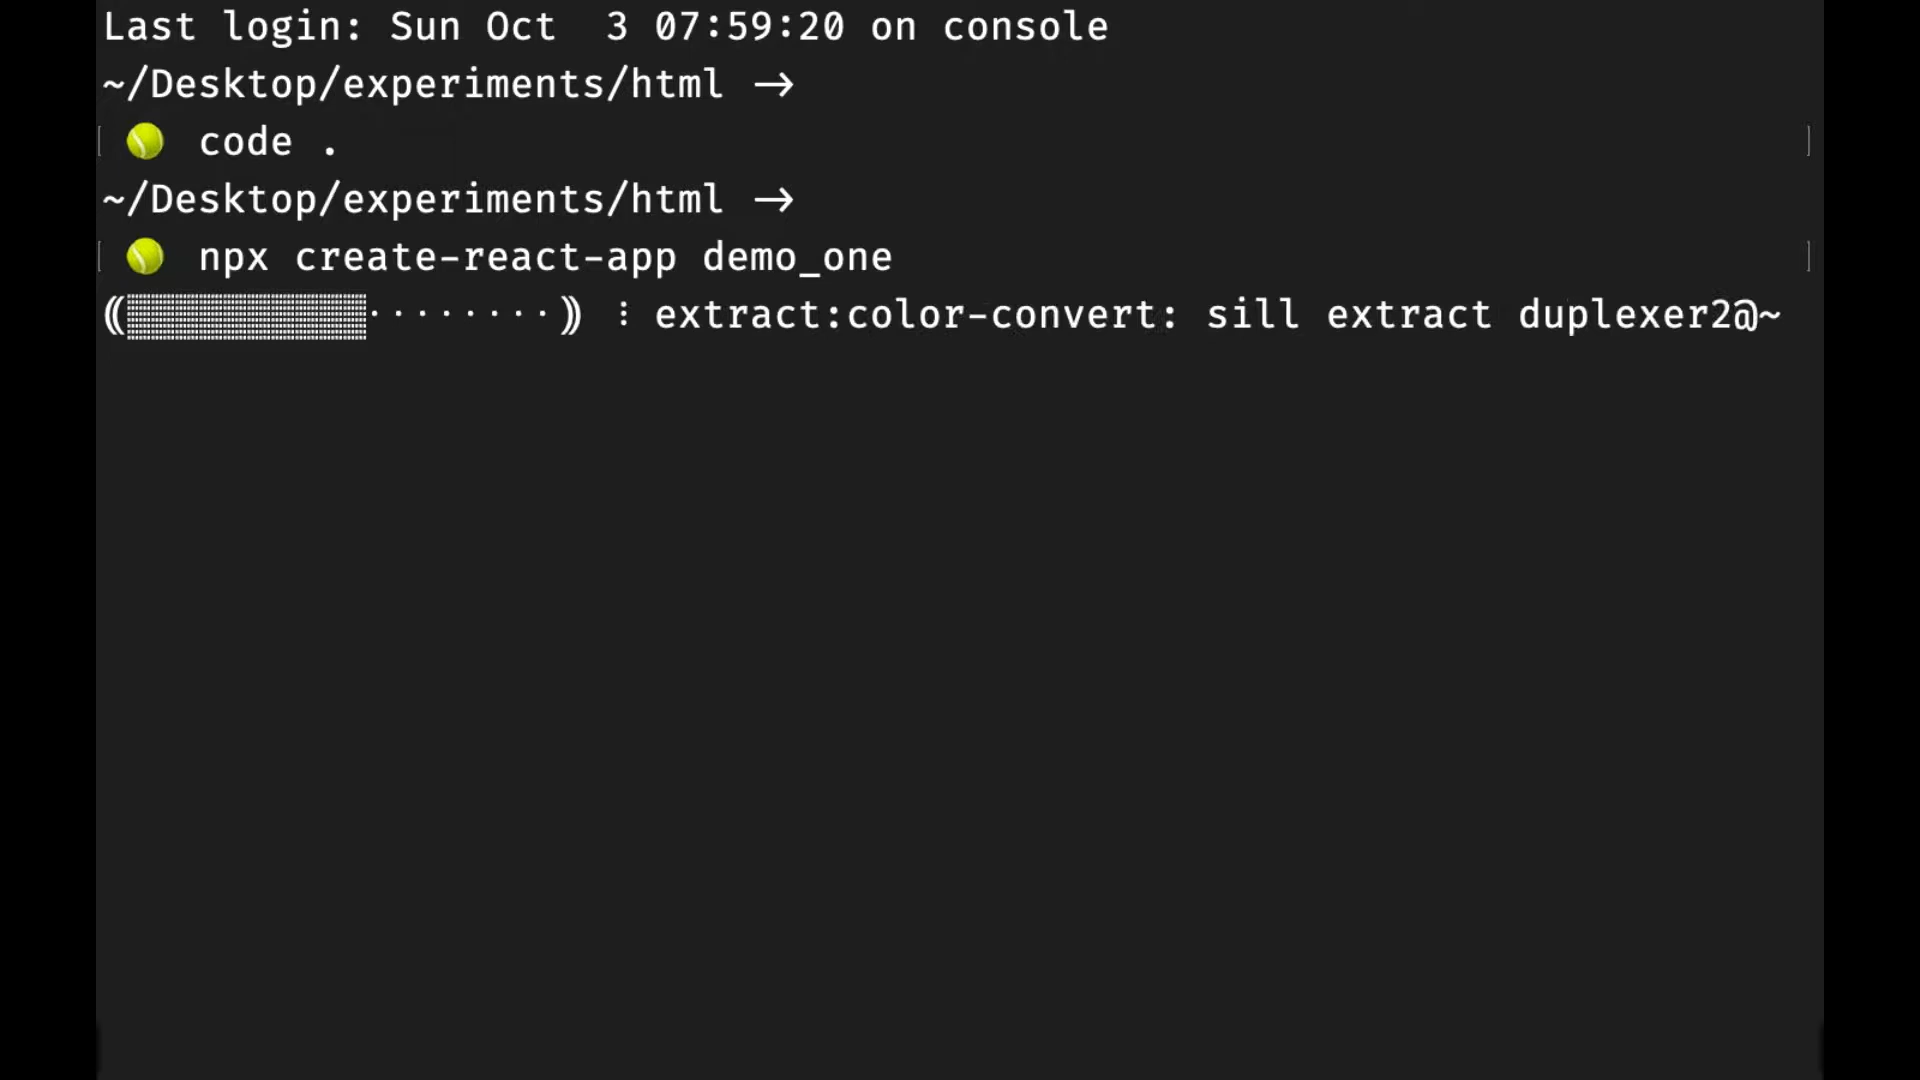 Last login: Sun Oct  3 07:59:20 on console
~/Desktop/experiments/html →
[ 🎾 code . ]
~/Desktop/experiments/html →
[ 🎾 npx create-react-app demo_one ]
((▒▒▒▒▒▒▒▒▒▒········)) ⁝ extract:color-convert: sill extract duplexer2@~